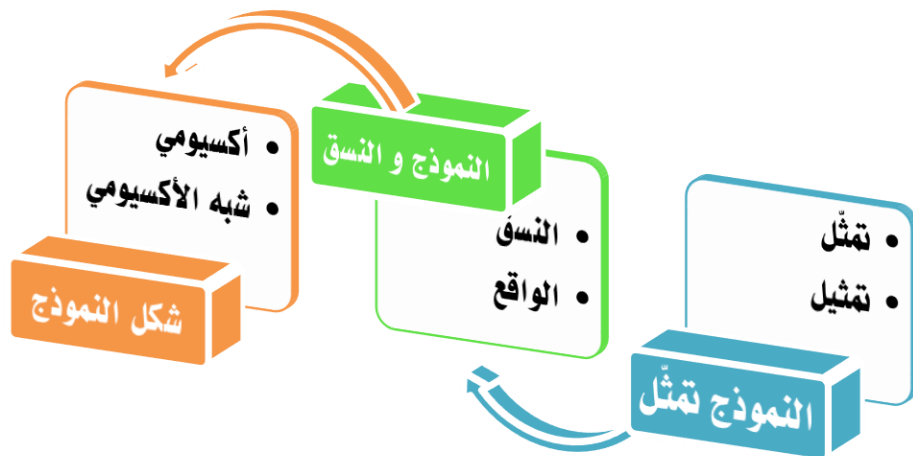 تمثّل
تمثيل
النموذج تمثّل
النموذج و النسق
النسق
الواقع
أكسيومي
شبه الأكسيومي
شكل النموذج